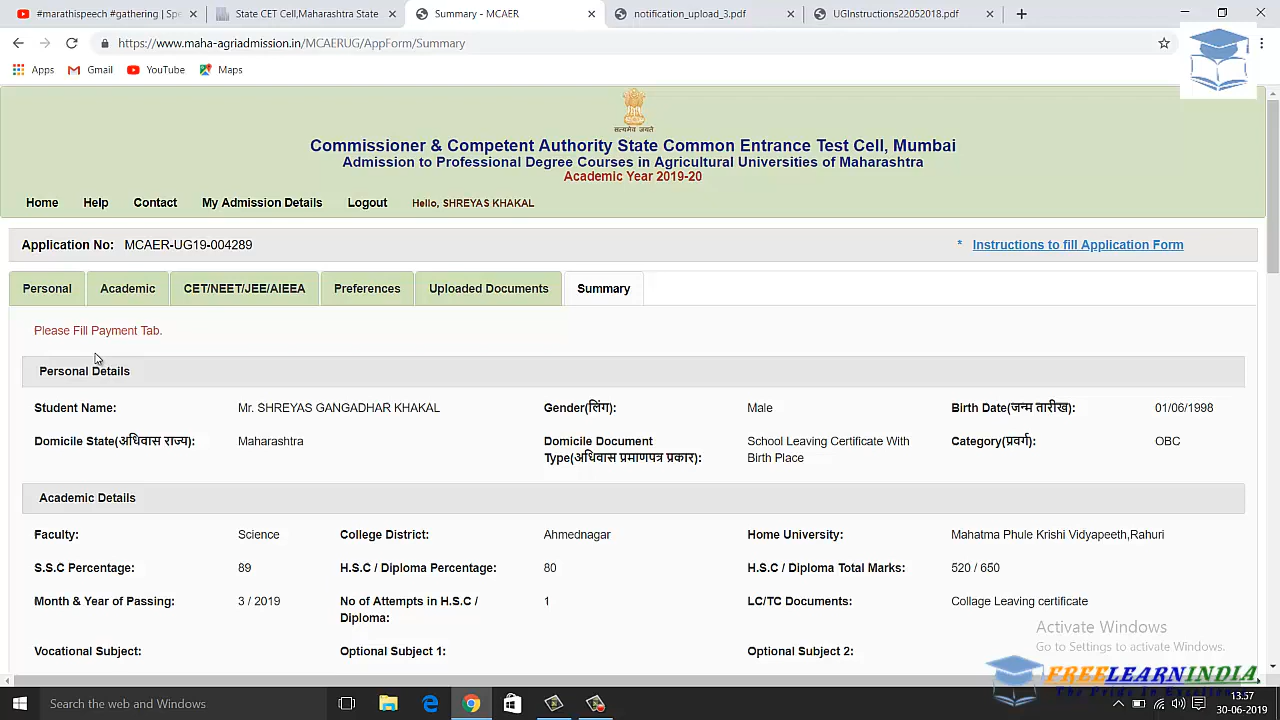 #marathispeech #gathering | Spe
State CET Cell,Maharashtra State
Summary - MCAER
notification_upload_3.pdf
UGInstructions22052018.pdf
https://www.maha-agriadmission.in/MCAERUG/AppForm/Summary
Apps Gmail YouTube Maps
सत्यमेव जयते
Commissioner & Competent Authority State Common Entrance Test Cell, Mumbai
Admission to Professional Degree Courses in Agricultural Universities of Maharashtra
Academic Year 2019-20
Home Help Contact My Admission Details Logout Hello, SHREYAS KHAKAL
Application No: MCAER-UG19-004289 * Instructions to fill Application Form
Personal Academic CET/NEET/JEE/AIEEA Preferences Uploaded Documents Summary
Please Fill Payment Tab.
Personal Details
Student Name: Mr. SHREYAS GANGADHAR KHAKAL Gender(लिंग): Male Birth Date(जन्म तारीख): 01/06/1998
Domicile State(अधिवास राज्य): Maharashtra Domicile Document School Leaving Certificate With Category(प्रवर्ग): OBC
Type(अधिवास प्रमाणपत्र प्रकार): Birth Place
Academic Details
Faculty: Science College District: Ahmednagar Home University: Mahatma Phule Krishi Vidyapeeth,Rahuri
S.S.C Percentage: 89 H.S.C / Diploma Percentage: 80 H.S.C / Diploma Total Marks: 520 / 650
Month & Year of Passing: 3 / 2019 No of Attempts in H.S.C / 1 LC/TC Documents: Collage Leaving certificate
Diploma:
Activate Windows
Go to Settings to activate Windows.
Vocational Subject: Optional Subject 1: Optional Subject 2:
FREELEARNINDIA
The Pride in Excellence
Search the web and Windows
13.57
30-06-2019